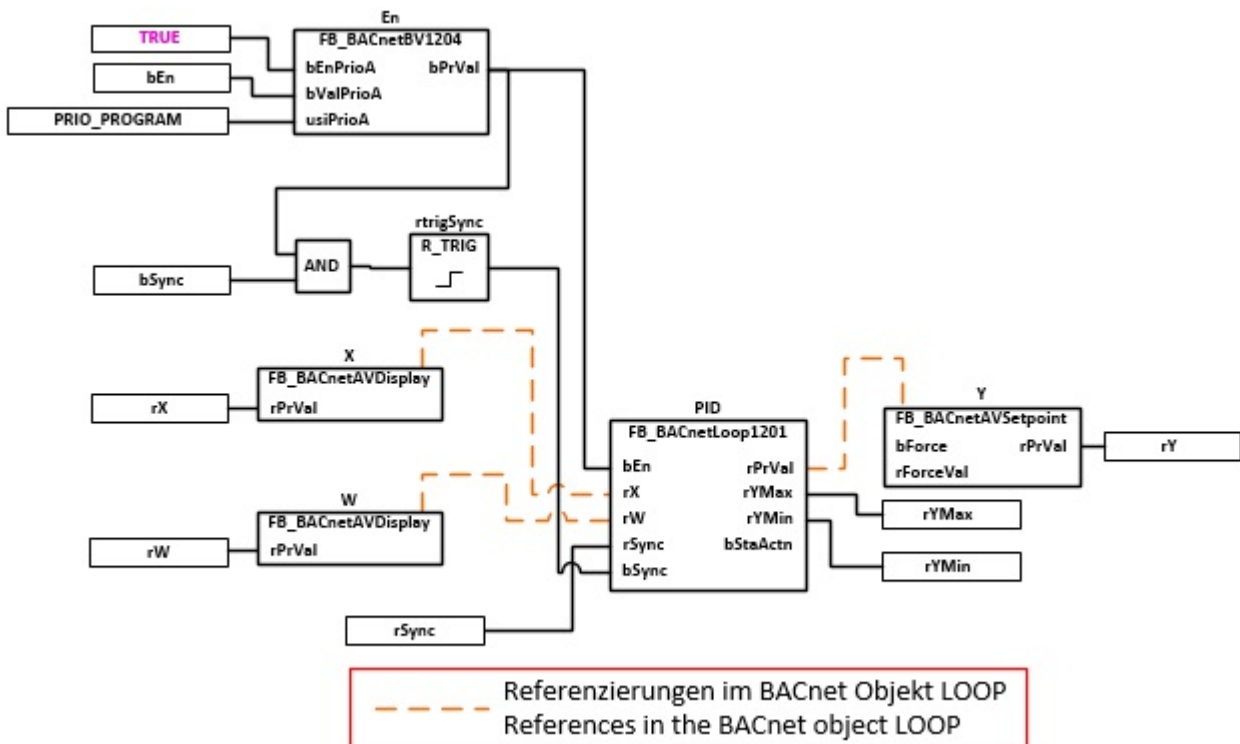 En
TRUE
FB_BACnetBV1204
bEnPrioA
bPrVal
bEn
bValPrioA
PRIO_PROGRAM
usiPrioA
rtrigSync
R_TRIG
AND
bSync
X
FB_BACnetAVDisplay
rX
rPrVal
Y
FB_BACnetAVSetpoint
bForce
rPrVal
rY
rForceVal
PID
FB_BACnetLoop1201
bEn
rPrVal
rX
rYMax
rW
rYMin
rSync
bStaActn
bSync
W
FB_BACnetAVDisplay
rW
rPrVal
rYMax
rYMin
rSync
Referenzierungen im BACnet Objekt LOOP
References in the BACnet object LOOP